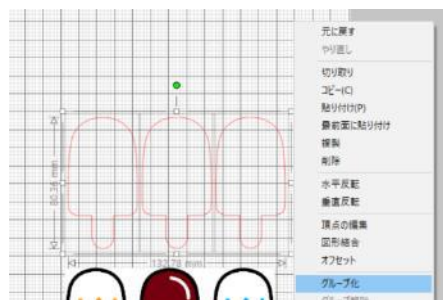 元に戻す
やり直し
切り取り
コピー(C)
貼り付け(P)
最前面に貼り付け
複製
削除
水平反転
垂直反転
頂点の編集
図形結合
オフセット
グループ化
132.78 mm